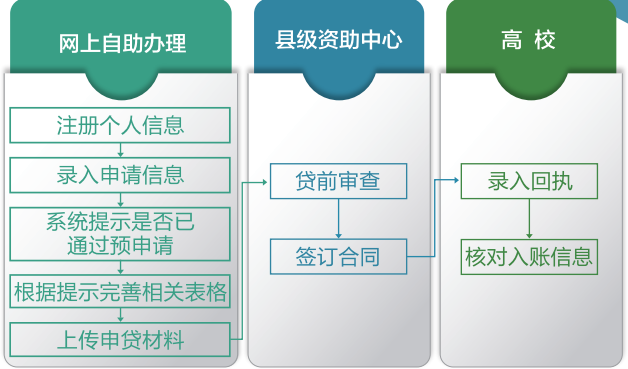 网上自助办理
注册个人信息
录入申请信息
系统提示是否已
通过预申请
根据提示完善相关表格
上传申贷材料
县级资助中心
贷前审查
签订合同
高 校
录入回执
核对入账信息